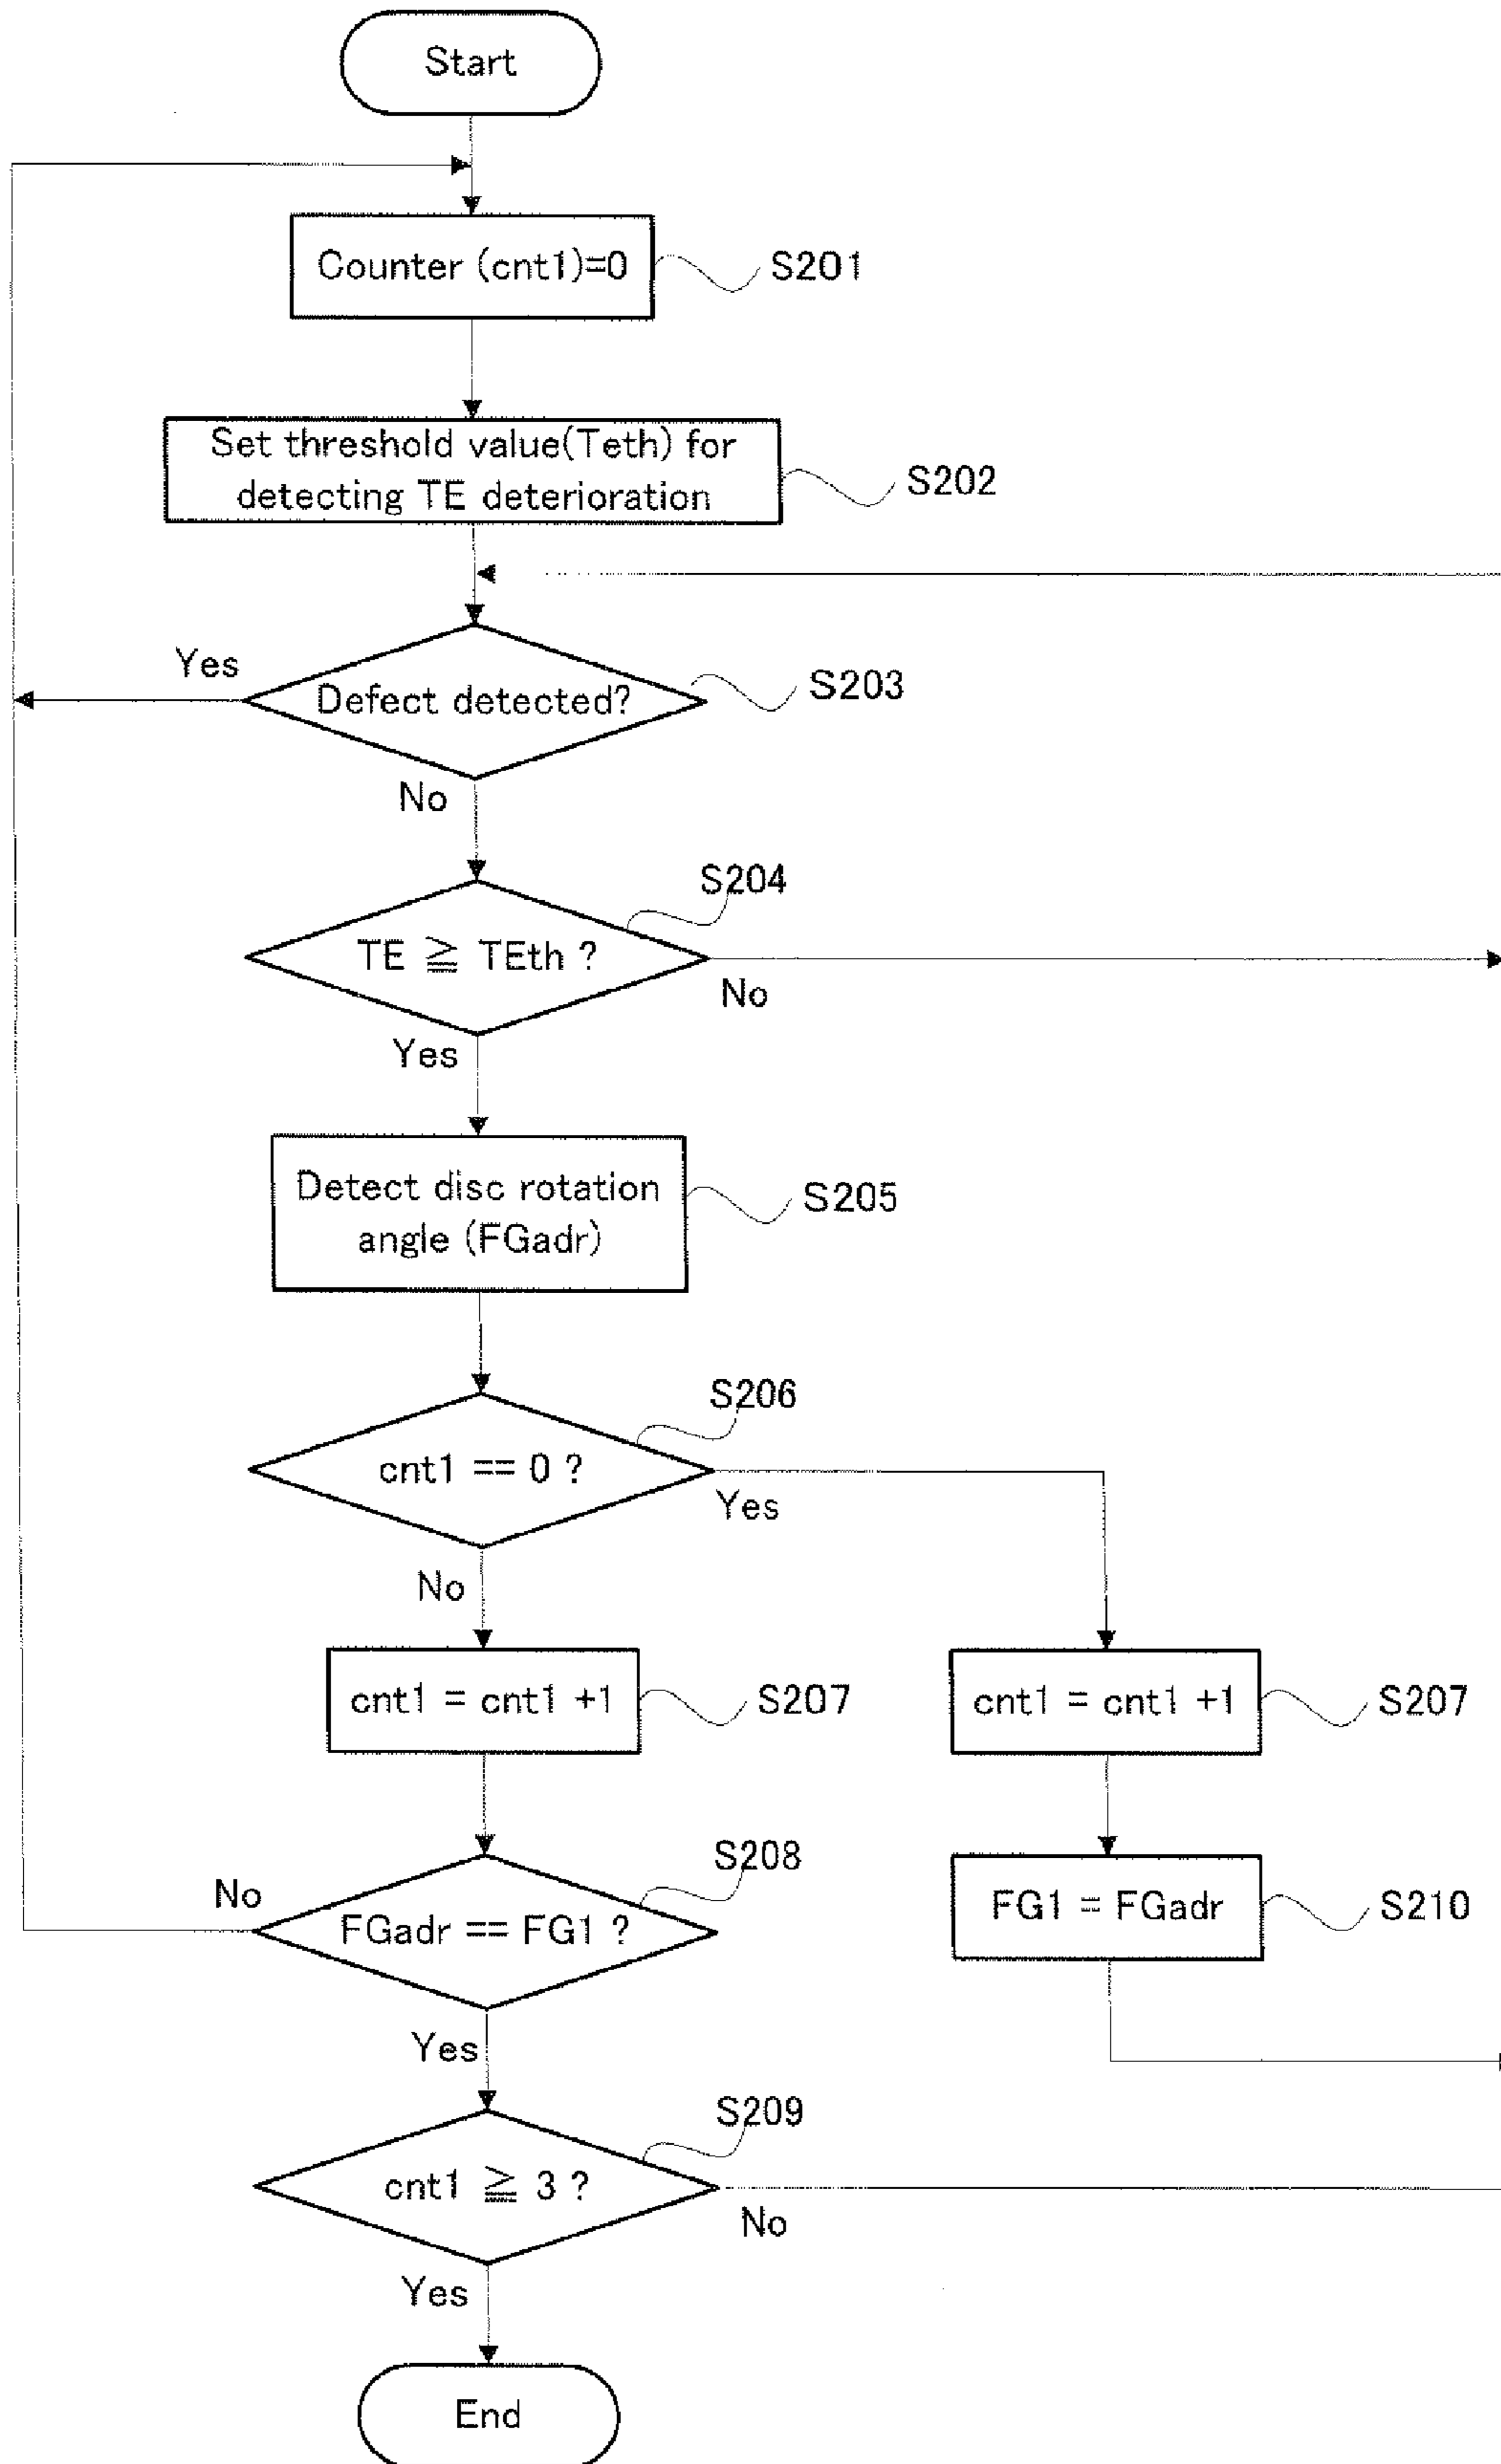 Start
Counter (cnt1)=0
S201
Set threshold value(Teth) for
detecting TE deterioration
S202
Yes
Defect detected?
S203
No
S204
TE ≧ TEth ?
No
Yes
Detect disc rotation
angle (FGadr)
S205
S206
cnt1 == 0 ?
Yes
No
cnt1 = cnt1 +1
S207
cnt1 = cnt1 +1
S207
S208
No
FGadr == FG1 ?
FG1 = FGadr
S210
Yes
S209
cnt1 ≧ 3 ?
No
Yes
End